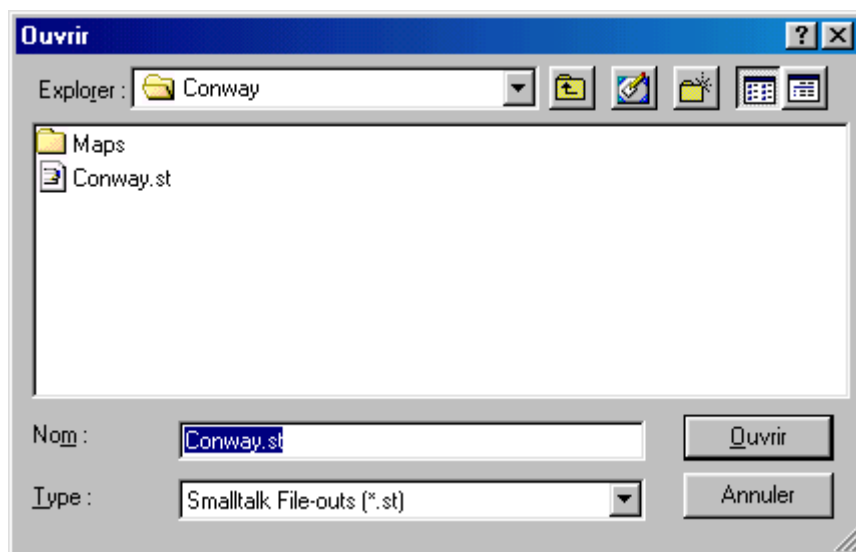 Ouvrir
Explorer : Conway
Maps
Conway.st
Nom : Conway.st Ouvrir
Type : Smalltalk File-outs (*.st) Annuler